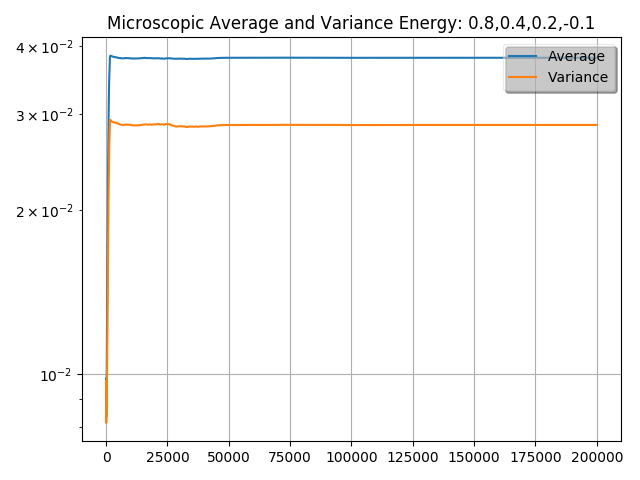 Microscopic Average and Variance Energy: 0.8,0.4,0.2,-0.1
4 × 10⁻²
3 × 10⁻²
2 × 10⁻²
10⁻²
Average
Variance
0 25000 50000 75000 100000 125000 150000 175000 200000